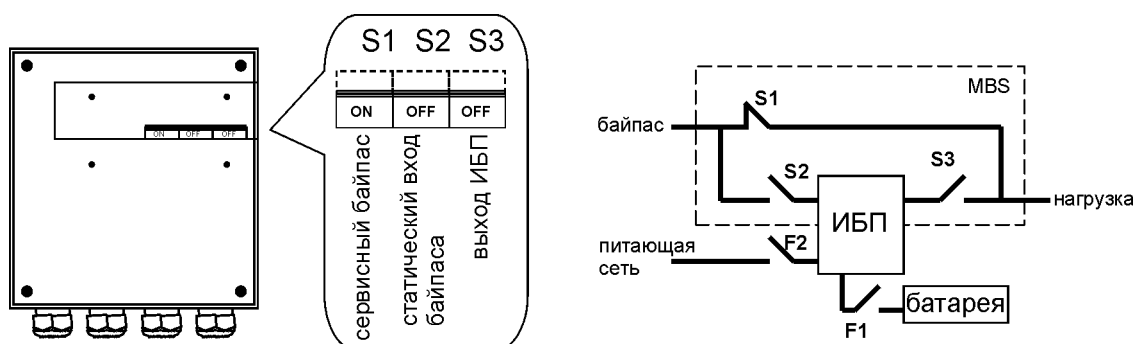 S1 S2 S3
ON OFF OFF
ON OFF OFF
сервисный байпас
статический вход
байпаса
выход ИБП
MBS
S1
байпас
S2
S3
ИБП
нагрузка
питающая
сеть
F2
F1
батарея